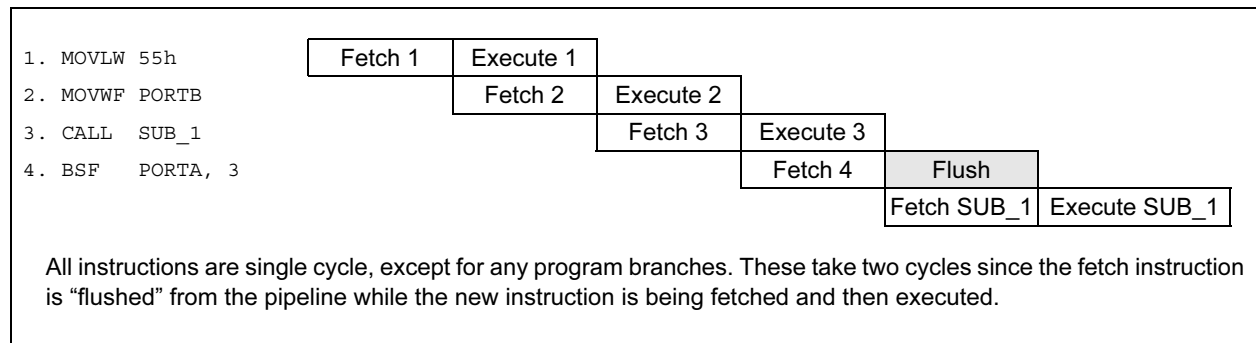 1. MOVLW 55h Fetch 1 Execute 1
2. MOVWF PORTB Fetch 2 Execute 2
3. CALL SUB_1 Fetch 3 Execute 3
4. BSF PORTA, 3 Fetch 4 Flush
Fetch SUB_1 Execute SUB_1
All instructions are single cycle, except for any program branches. These take two cycles since the fetch instruction
is “flushed” from the pipeline while the new instruction is being fetched and then executed.